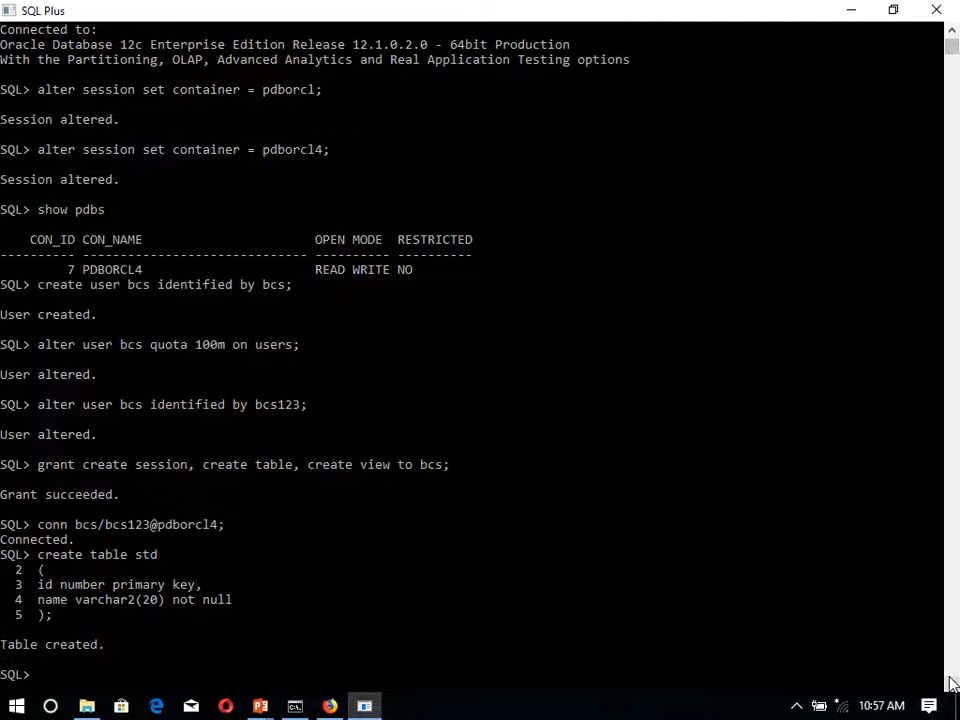 SQL Plus
Connected to:
Oracle Database 12c Enterprise Edition Release 12.1.0.2.0 - 64bit Production
With the Partitioning, OLAP, Advanced Analytics and Real Application Testing options
SQL> alter session set container = pdborcl;
Session altered.
SQL> alter session set container = pdborcl4;
Session altered.
SQL> show pdbs
    CON_ID CON_NAME                       OPEN MODE  RESTRICTED
---------- ------------------------------ ---------- ----------
         7 PDBORCL4                       READ WRITE NO
SQL> create user bcs identified by bcs;
User created.
SQL> alter user bcs quota 100m on users;
User altered.
SQL> alter user bcs identified by bcs123;
User altered.
SQL> grant create session, create table, create view to bcs;
Grant succeeded.
SQL> conn bcs/bcs123@pdborcl4;
Connected.
SQL> create table std
  2  (
  3  id number primary key,
  4  name varchar2(20) not null
  5  );
Table created.
SQL>
10:57 AM